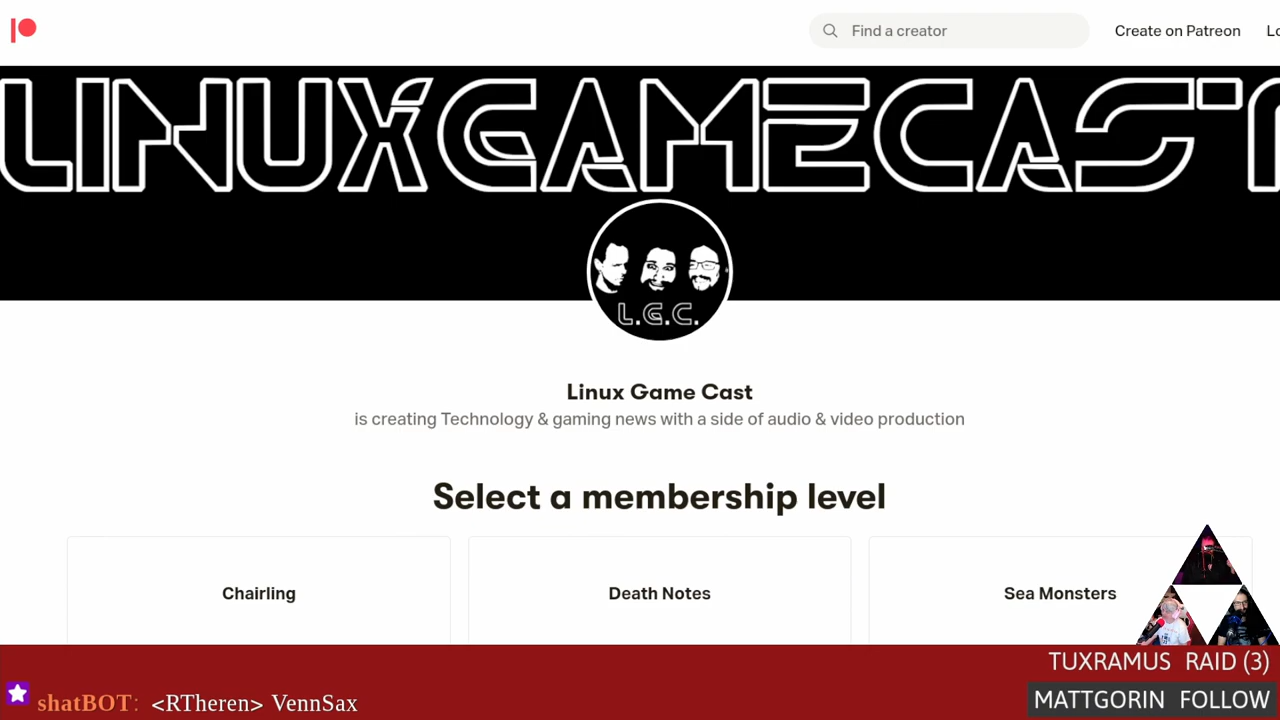 Find a creator
Create on Patreon
Lo
LINUXGAMECAST
L.G.C.
Linux Game Cast
is creating Technology & gaming news with a side of audio & video production
Select a membership level
Chairling
Death Notes
Sea Monsters
TUXRAMUS RAID (3)
shatBOT: <RTheren> VennSax
MATTGORIN FOLLOW